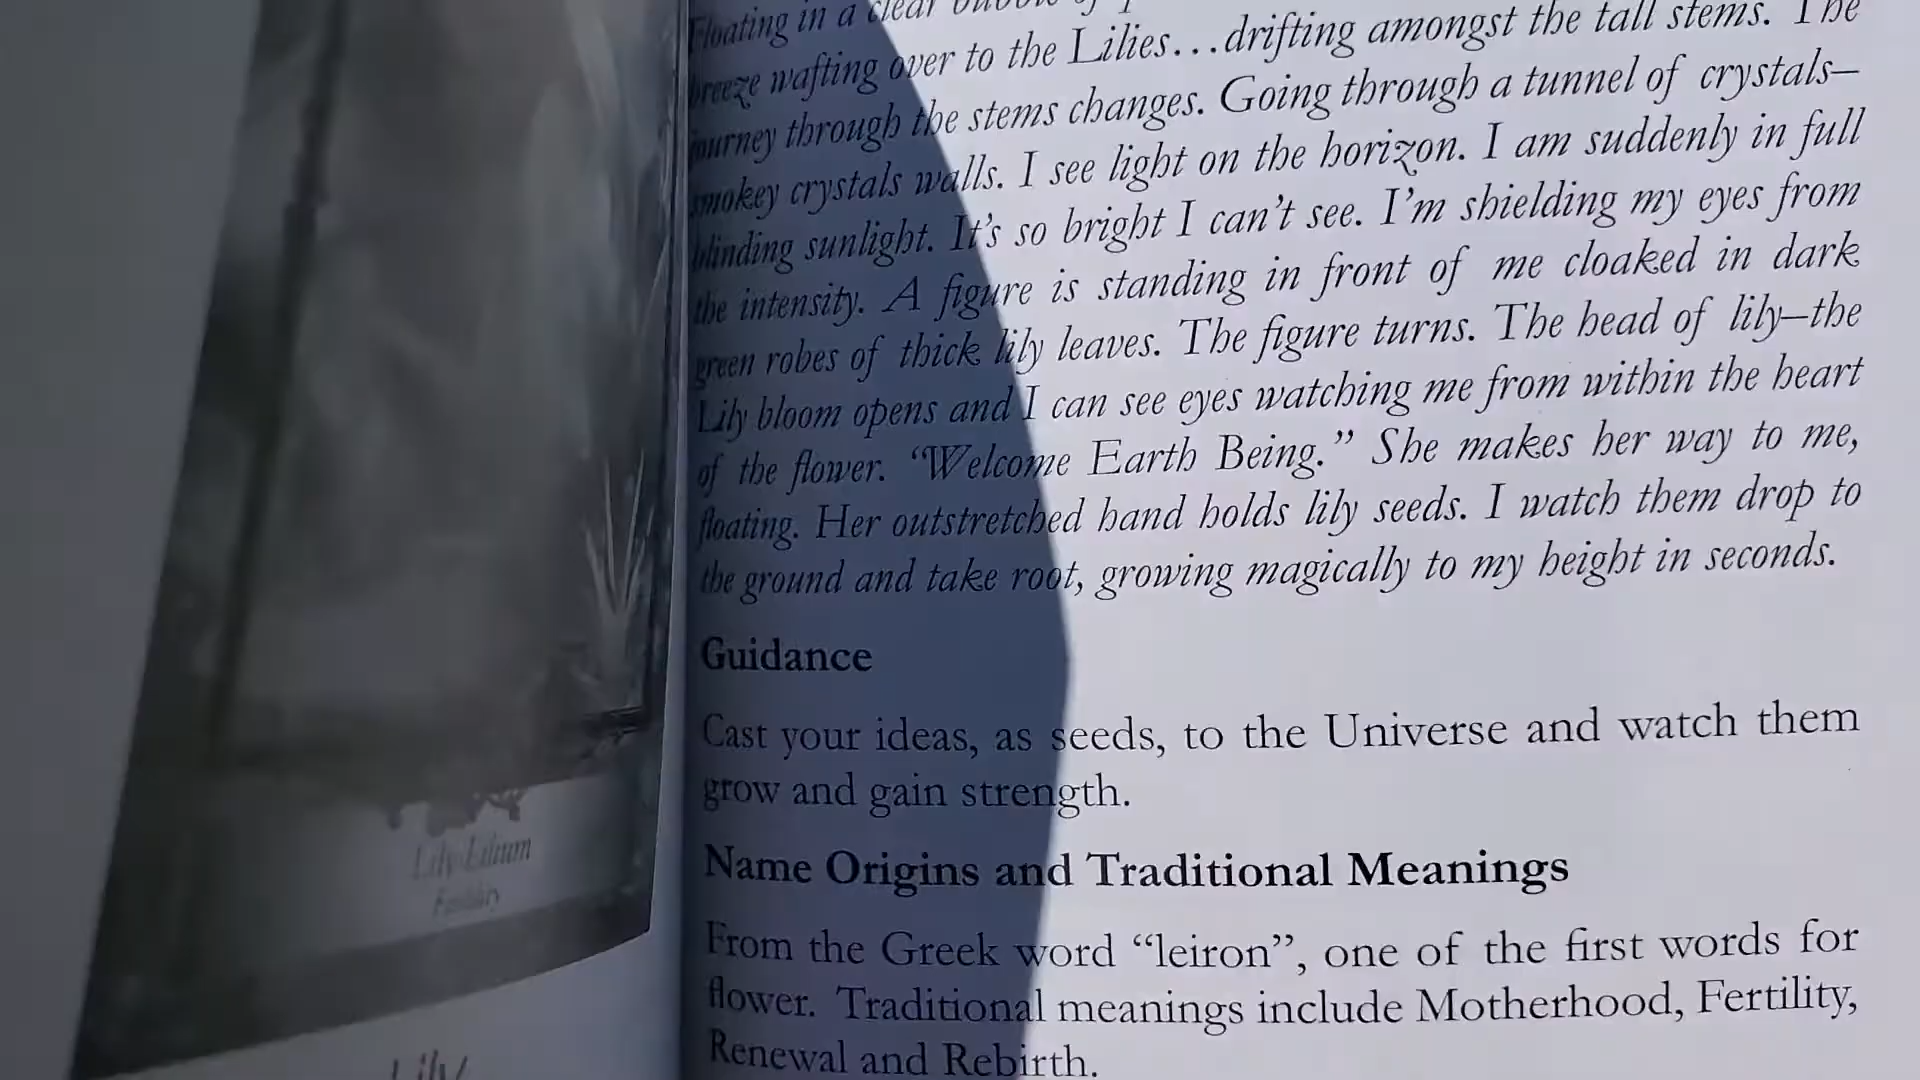 Lily Lilium
Fertility
Lily
Floating in a clear bubble of
breeze wafting over to the Lilies…drifting amongst the tall stems. The
journey through the stems changes. Going through a tunnel of crystals–
smokey crystals walls. I see light on the horizon. I am suddenly in full
blinding sunlight. It’s so bright I can’t see. I’m shielding my eyes from
the intensity. A figure is standing in front of me cloaked in dark
green robes of thick lily leaves. The figure turns. The head of lily–the
Lily bloom opens and I can see eyes watching me from within the heart
of the flower. “Welcome Earth Being.” She makes her way to me,
floating. Her outstretched hand holds lily seeds. I watch them drop to
the ground and take root, growing magically to my height in seconds.
Guidance
Cast your ideas, as seeds, to the Universe and watch them
grow and gain strength.
Name Origins and Traditional Meanings
From the Greek word “leiron”, one of the first words for
flower. Traditional meanings include Motherhood, Fertility,
Renewal and Rebirth.